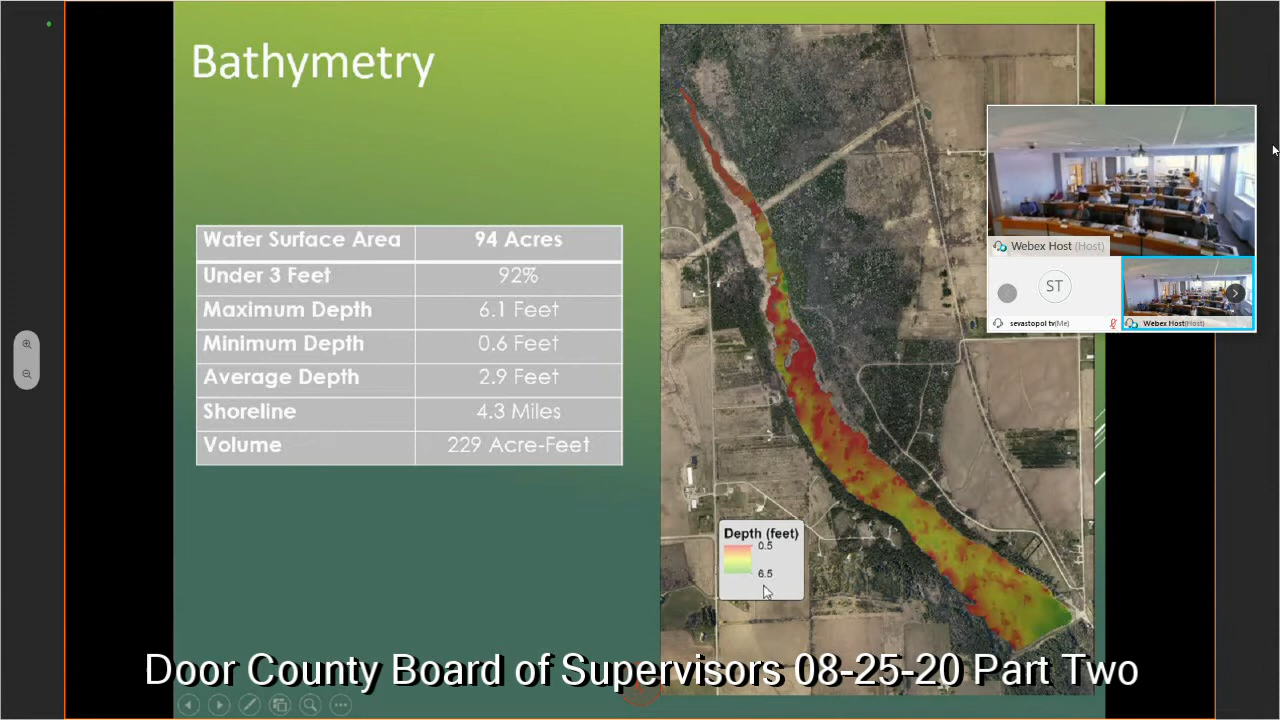 Bathymetry
Water Surface Area 94 Acres
Under 3 Feet 92%
Maximum Depth 6.1 Feet
Minimum Depth 0.6 Feet
Average Depth 2.9 Feet
Shoreline 4.3 Miles
Volume 229 Acre-Feet
Depth (feet)
0.5
6.5
Webex Host (Host)
ST
sevastopol tv(Me)
Webex Host(Host)
Door County Board of Supervisors 08-25-20 Part Two